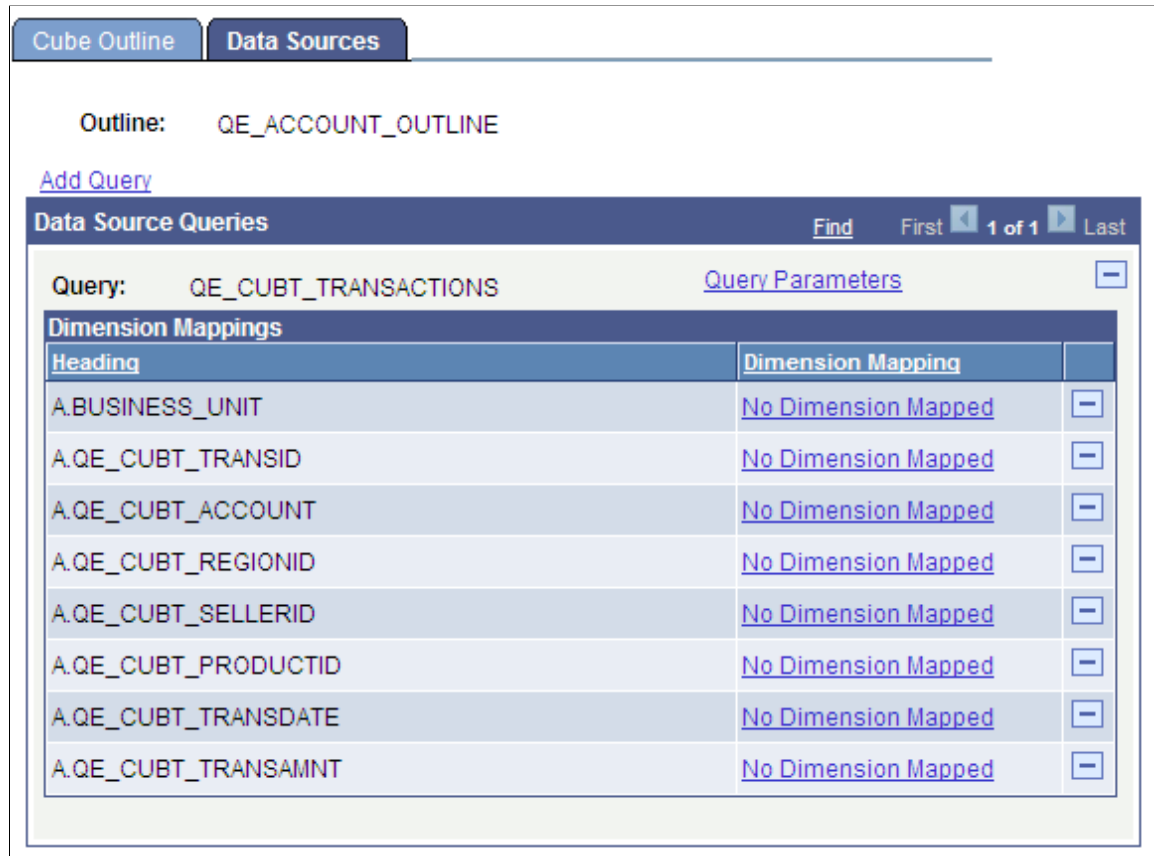 Cube Outline Data Sources
Outline: QE_ACCOUNT_OUTLINE
Add Query
Data Source Queries Find First 1 of 1 Last
Query: QE_CUBT_TRANSACTIONS Query Parameters
Dimension Mappings
Heading Dimension Mapping
A.BUSINESS_UNIT No Dimension Mapped
A.QE_CUBT_TRANSID No Dimension Mapped
A.QE_CUBT_ACCOUNT No Dimension Mapped
A.QE_CUBT_REGIONID No Dimension Mapped
A.QE_CUBT_SELLERID No Dimension Mapped
A.QE_CUBT_PRODUCTID No Dimension Mapped
A.QE_CUBT_TRANSDATE No Dimension Mapped
A.QE_CUBT_TRANSAMNT No Dimension Mapped